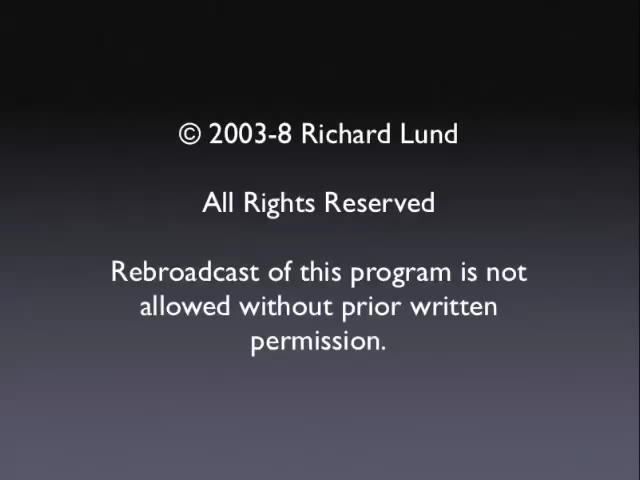 © 2003-8 Richard Lund
All Rights Reserved
Rebroadcast of this program is not
allowed without prior written
permission.